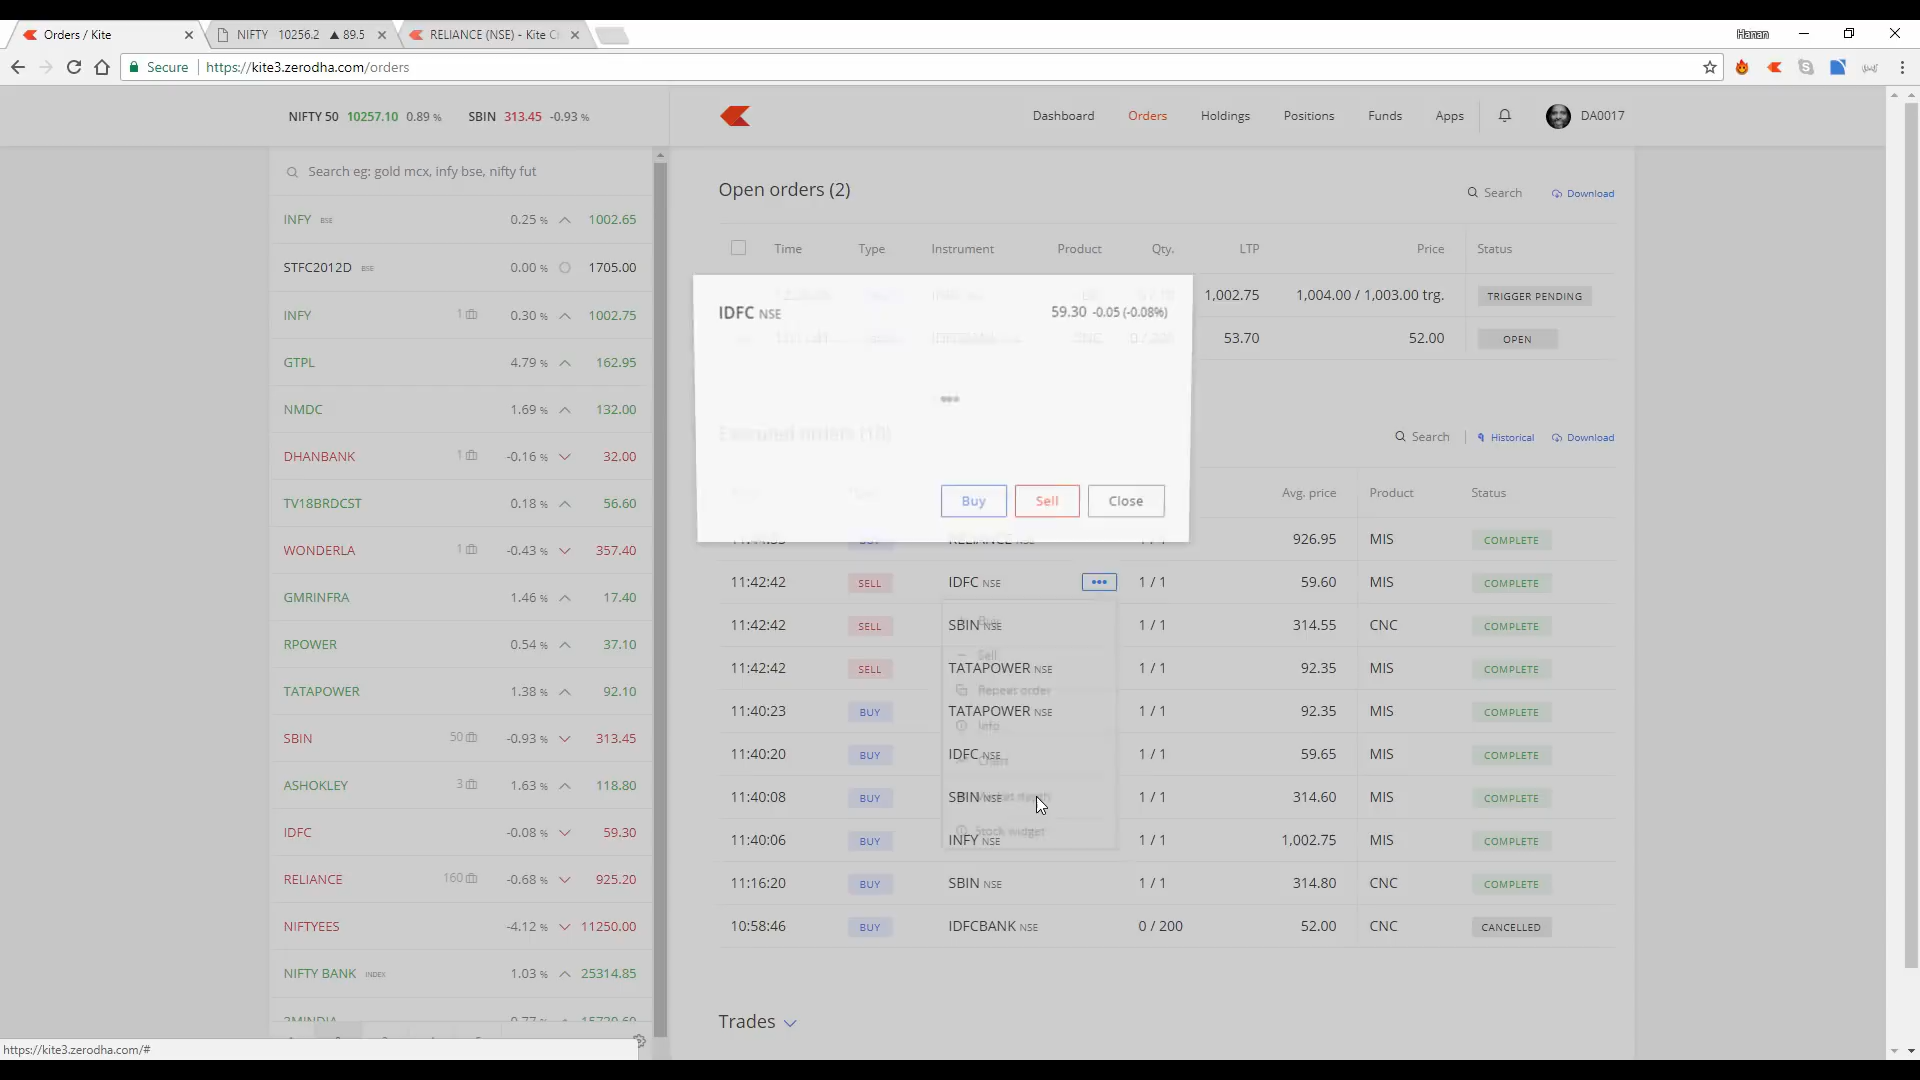 Orders / Kite
NIFTY 10256.2 ▲ 89.5
RELIANCE (NSE) - Kite C
Hanan
Secure https://kite3.zerodha.com/orders
NIFTY 50 10257.10 0.89 % SBIN 313.45 -0.93 %
Dashboard Orders Holdings Positions Funds Apps DA0017
Search eg: gold mcx, infy bse, nifty fut
INFY BSE 0.25 % 1002.65
STFC2012D BSE 0.00 % 1705.00
INFY 1 0.30 % 1002.75
GTPL 4.79 % 162.95
NMDC 1.69 % 132.00
DHANBANK 1 -0.16 % 32.00
TV18BRDCST 0.18 % 56.60
WONDERLA 1 -0.43 % 357.40
GMRINFRA 1.46 % 17.40
RPOWER 0.54 % 37.10
TATAPOWER 1.38 % 92.10
SBIN 50 -0.93 % 313.45
ASHOKLEY 3 1.63 % 118.80
IDFC -0.08 % 59.30
RELIANCE 160 -0.68 % 925.20
NIFTYEES -4.12 % 11250.00
NIFTY BANK INDEX 1.03 % 25314.85
https://kite3.zerodha.com/#
Open orders (2)
Search Download
Time Type Instrument Product Qty. LTP Price Status
1,002.75 1,004.00 / 1,003.00 trg. TRIGGER PENDING
53.70 52.00 OPEN
IDFC NSE 59.30 -0.05 (-0.08%)
Executed orders (10)
Buy Sell Close
Search Historical Download
Avg. price Product Status
RELIANCE NSE 926.95 MIS COMPLETE
11:42:42 SELL IDFC NSE ••• 1 / 1 59.60 MIS COMPLETE
11:42:42 SELL SBIN NSE 1 / 1 314.55 CNC COMPLETE
Sell
11:42:42 SELL TATAPOWER NSE 1 / 1 92.35 MIS COMPLETE
Repeat order
11:40:23 BUY TATAPOWER NSE 1 / 1 92.35 MIS COMPLETE
Info
11:40:20 BUY IDFC NSE 1 / 1 59.65 MIS COMPLETE
Chart
11:40:08 BUY SBIN NSE 1 / 1 314.60 MIS COMPLETE
Stock widget
11:40:06 BUY INFY NSE 1 / 1 1,002.75 MIS COMPLETE
11:16:20 BUY SBIN NSE 1 / 1 314.80 CNC COMPLETE
10:58:46 BUY IDFCBANK NSE 0 / 200 52.00 CNC CANCELLED
Trades